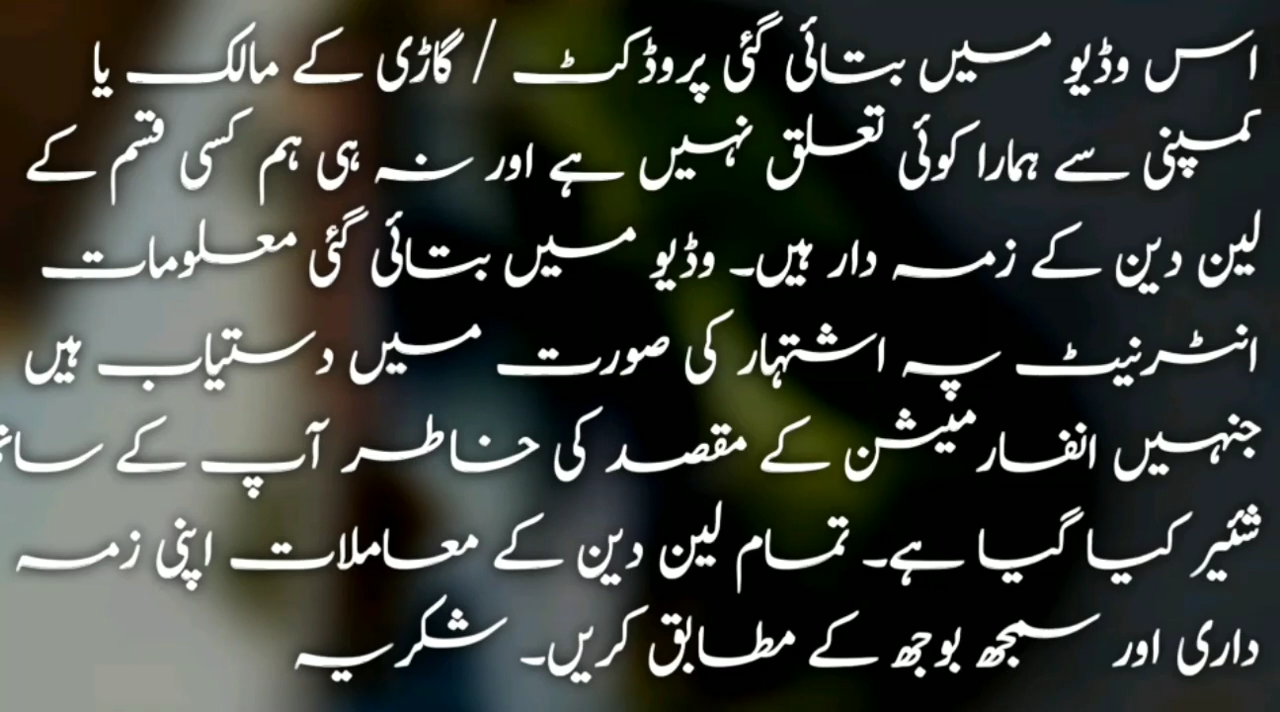 اس وڈیو میں بتائی گئی پروڈکٹ / گاڑی کے مالک یا
کمپنی سے ہمارا کوئی تعلق نہیں ہے اور نہ ہی ہم کسی قسم کے
لین دین کے زمہ دار ہیں۔ وڈیو میں بتائی گئی معلومات
انٹرنیٹ پہ اشتہار کی صورت میں دستیاب ہیں
جنہیں انفارمیشن کے مقصد کی خاطر آپ کے
شئیر کیا گیا ہے۔ تمام لین دین کے معاملات اپنی زمہ
داری اور سمجھ بوجھ کے مطابق کریں۔ شکریہ